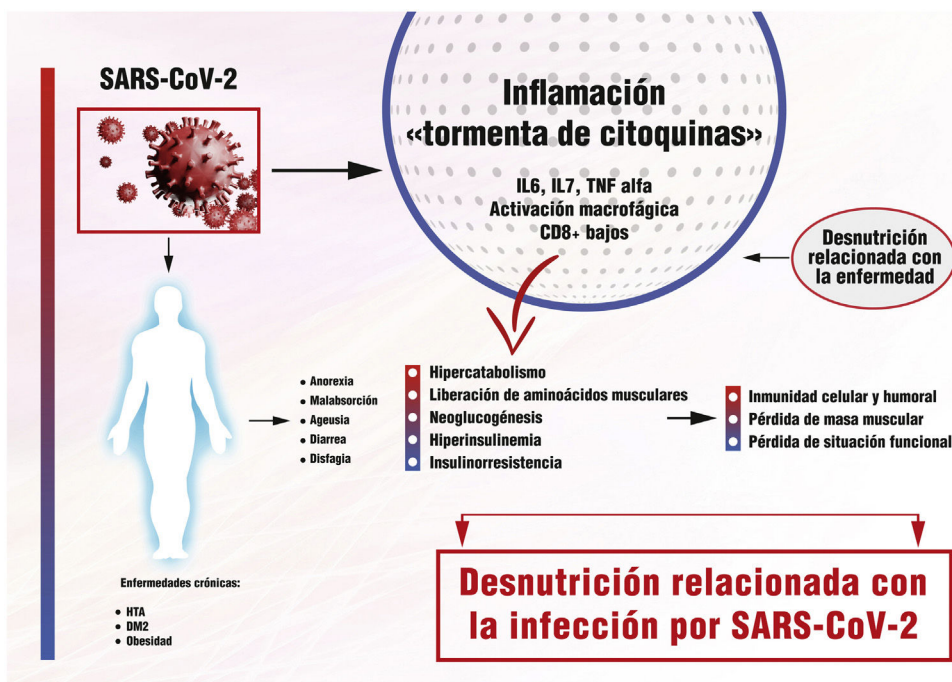 SARS-CoV-2
Inflamación
«tormenta de citoquinas»
IL6, IL7, TNF alfa
Activación macrofágica
CD8+ bajos
Desnutrición
relacionada con
la enfermedad
• Anorexia
• Malabsorción
• Ageusia
• Diarrea
• Disfagia
Hipercatabolismo
Liberación de aminoácidos musculares
Neoglucogénesis
Hiperinsulinemia
Insulinorresistencia
Inmunidad celular y humoral
Pérdida de masa muscular
Pérdida de situación funcional
Enfermedades crónicas:
• HTA
• DM2
• Obesidad
Desnutrición relacionada con
la infección por SARS-CoV-2